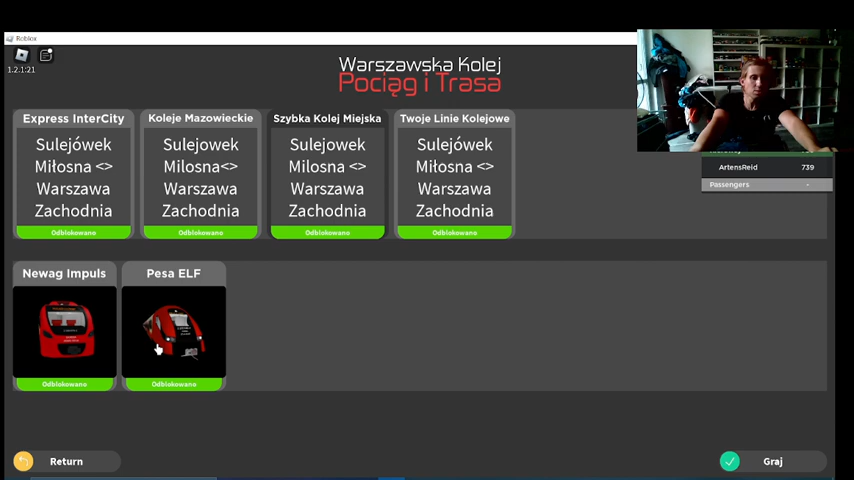 Roblox
1.2.1:21
Warszawska Kolej
Pociąg i Trasa
Express InterCity
Sulejówek
Miłosna <>
Warszawa
Zachodnia
Odblokowano
Koleje Mazowieckie
Sulejowek
Milosna<>
Warszawa
Zachodnia
Odblokowano
Szybka Kolej Miejska
Sulejowek
Milosna <>
Warszawa
Zachodnia
Odblokowano
Twoje Linie Kolejowe
Sulejówek
Miłosna <>
Warszawa
Zachodnia
Odblokowano
ArtensReid 739
Passengers -
Newag Impuls
Odblokowano
Pesa ELF
Odblokowano
Return
Graj